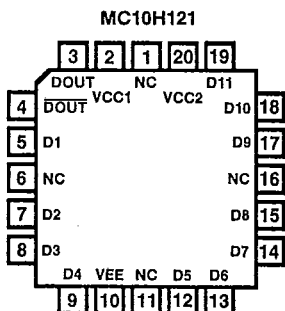 MC10H121
3 2 1 20 19
DOUT NC D11
VCC1 VCC2
4 DOUT D10 18
5 D1 D9 17
6 NC NC 16
7 D2 D8 15
8 D3 D7 14
D4 VEE NC D5 D6
9 10 11 12 13